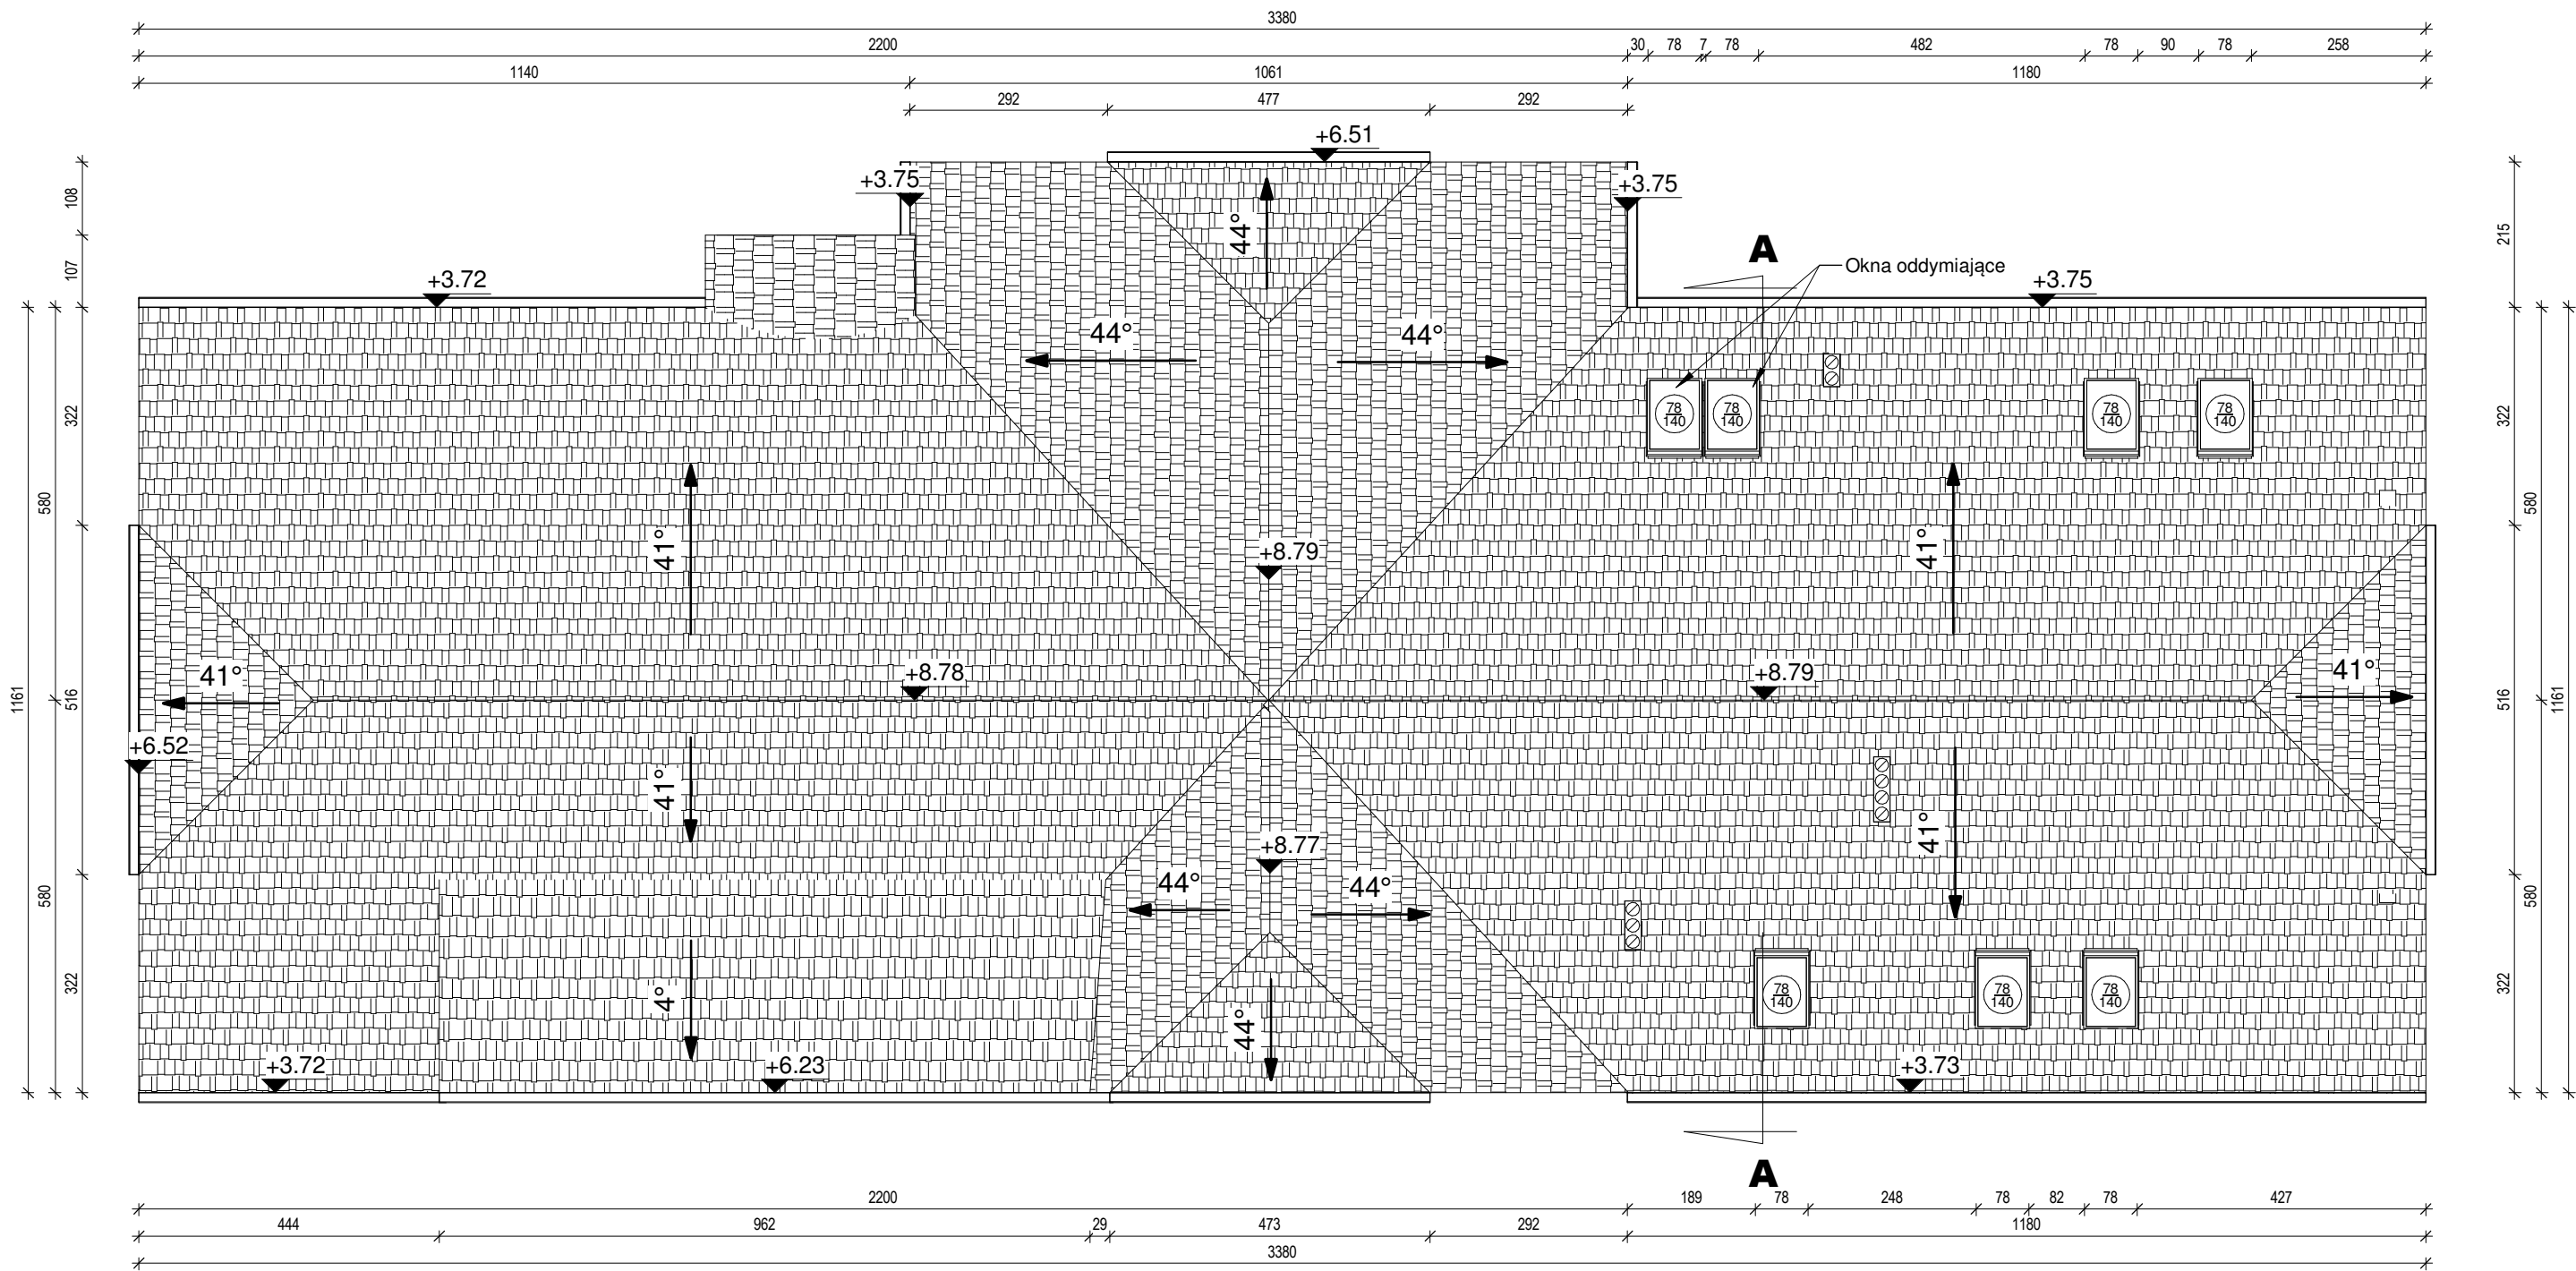 3380
2200 30 78 7 78 482 78 90 78 258
1140 1061 1180
292 477 292
+6.51
+3.75 +3.75
108 215
44°
A
107
Okna oddymiające
+3.72 +3.75
44° 44°
322 322
78 78 78 78
140 140 140 140
580 580
41° +8.79 41°
+8.78 +8.79
41° 41°
1161 516 516 1161
+6.52
41° 41°
+8.77
44° 44°
580 580
322 322
4° 44°
78 78 78
140 140 140
+3.72 +6.23 +3.73
A
2200 189 78 248 78 82 78 427
444 962 29 473 292 1180
3380